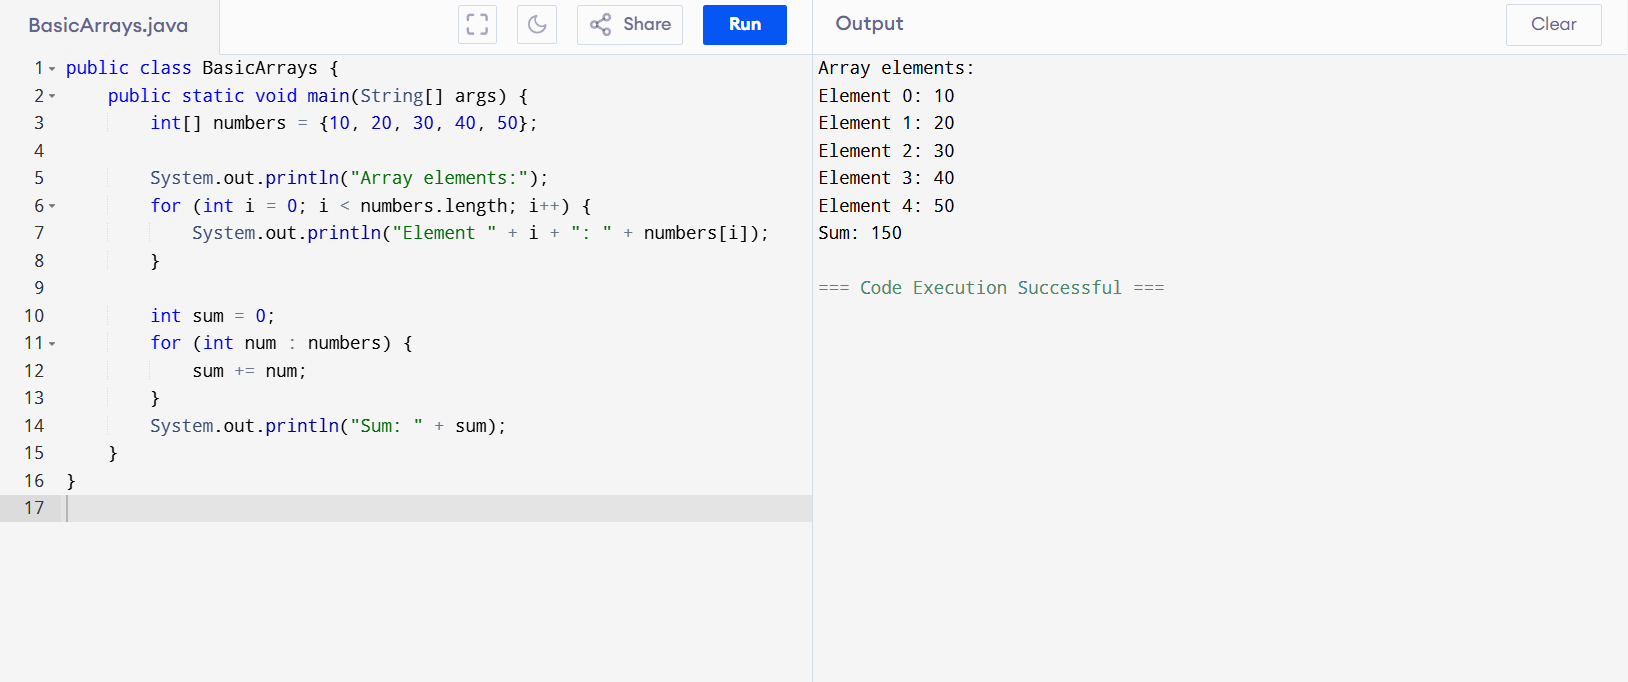 BasicArrays.java
Share
Run
Output
Clear
1 public class BasicArrays {
2     public static void main(String[] args) {
3         int[] numbers = {10, 20, 30, 40, 50};
4
5         System.out.println("Array elements:");
6         for (int i = 0; i < numbers.length; i++) {
7             System.out.println("Element " + i + ": " + numbers[i]);
8         }
9
10         int sum = 0;
11         for (int num : numbers) {
12             sum += num;
13         }
14         System.out.println("Sum: " + sum);
15     }
16 }
17
Array elements:
Element 0: 10
Element 1: 20
Element 2: 30
Element 3: 40
Element 4: 50
Sum: 150
=== Code Execution Successful ===